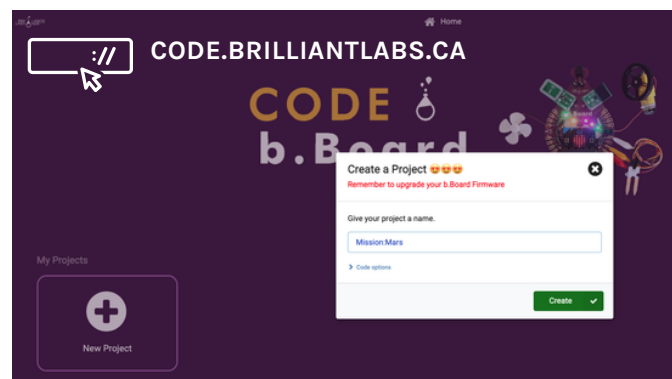 Home
:// CODE.BRILLIANTLABS.CA
CODE
b.Board
Create a Project 😍😍😍
Remember to upgrade your b.Board Firmware
Give your project a name.
Mission:Mars
> Code options
Create
My Projects
New Project